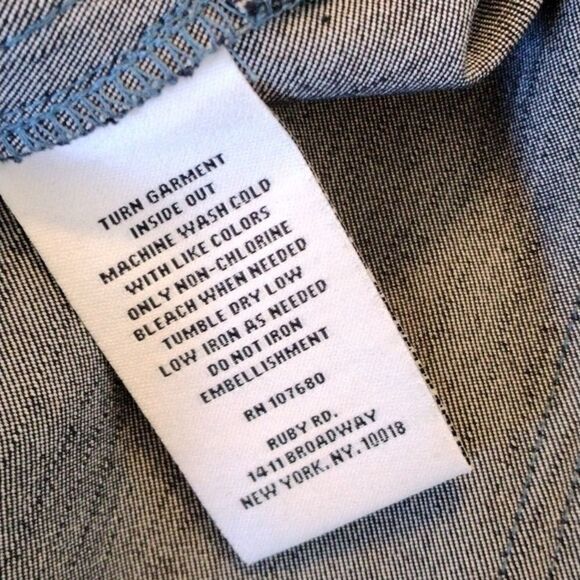 TURN GARMENT
INSIDE OUT
MACHINE WASH COLD
WITH LIKE COLORS
ONLY NON-CHLORINE
BLEACH WHEN NEEDED
TUMBLE DRY LOW
LOW IRON AS NEEDED
DO NOT IRON
EMBELLISHMENT
RN 107680
RUBY RD.
1411 BROADWAY
NEW YORK, NY. 10018